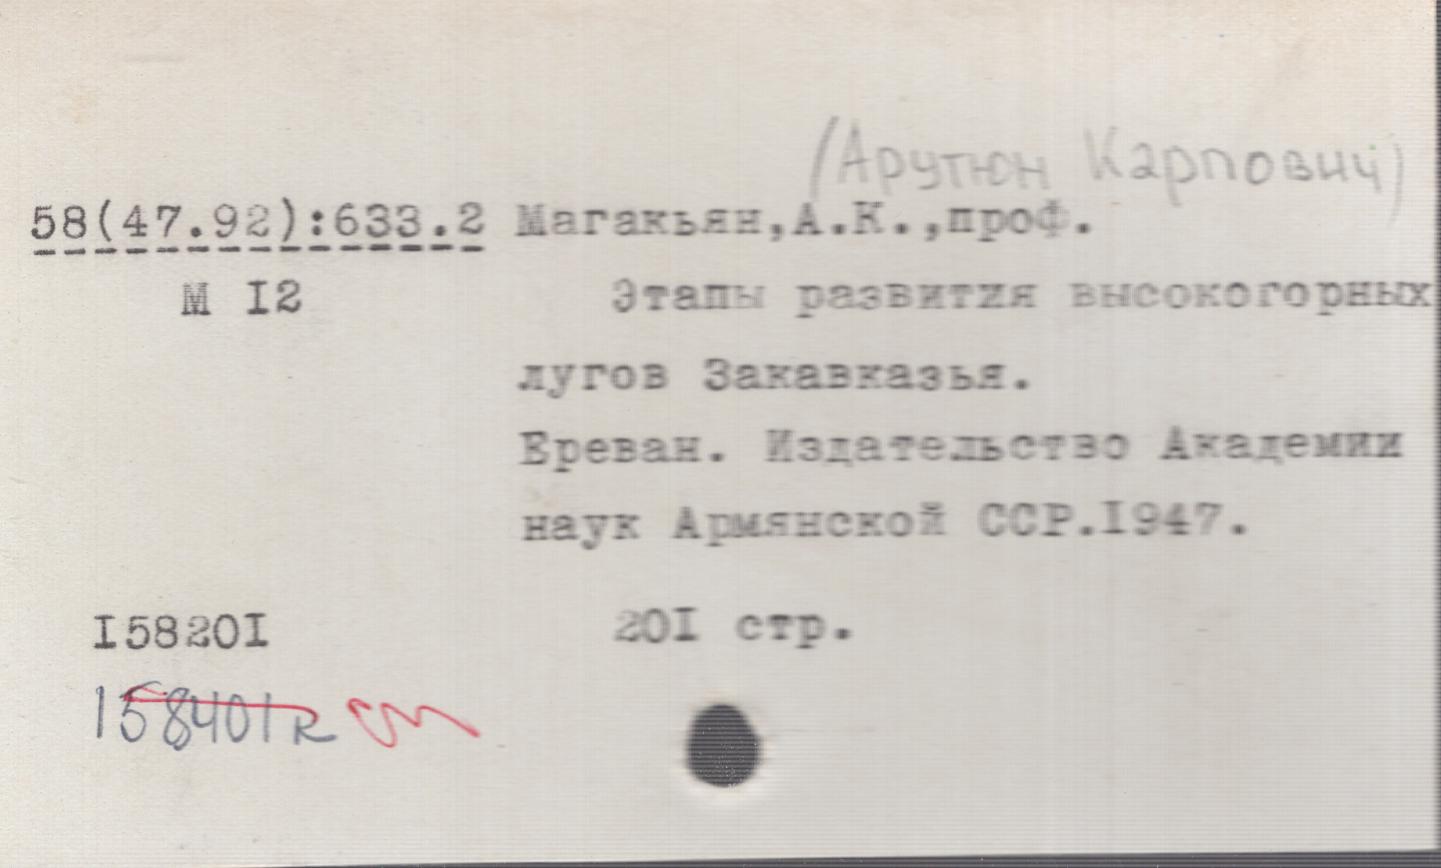 (Арутюн Карпович)
58(47.92):633.2 Магакьян,А.К.,проф.
М I2 Этапы развития высокогорных
лугов Закавказья.
Ереван. Издательство Академии
наук Армянской ССР.I947.
I5820I 20I стр.
158401к